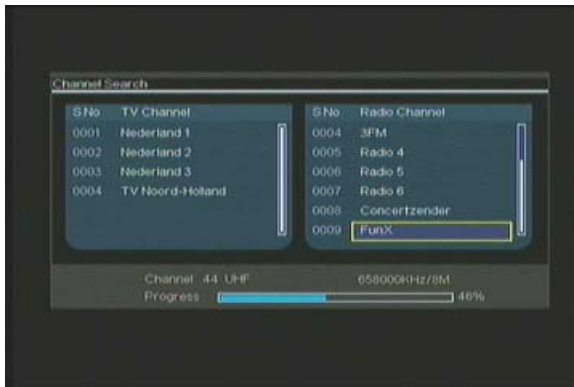 Channel Search
S.No TV Channel
0001 Nederland 1
0002 Nederland 2
0003 Nederland 3
0004 TV Noord-Holland
S.No Radio Channel
0004 3FM
0005 Radio 4
0006 Radio 5
0007 Radio 6
0008 Concertzender
0009 FunX
Channel 44 UHF 658000KHz/8M
Progress 46%